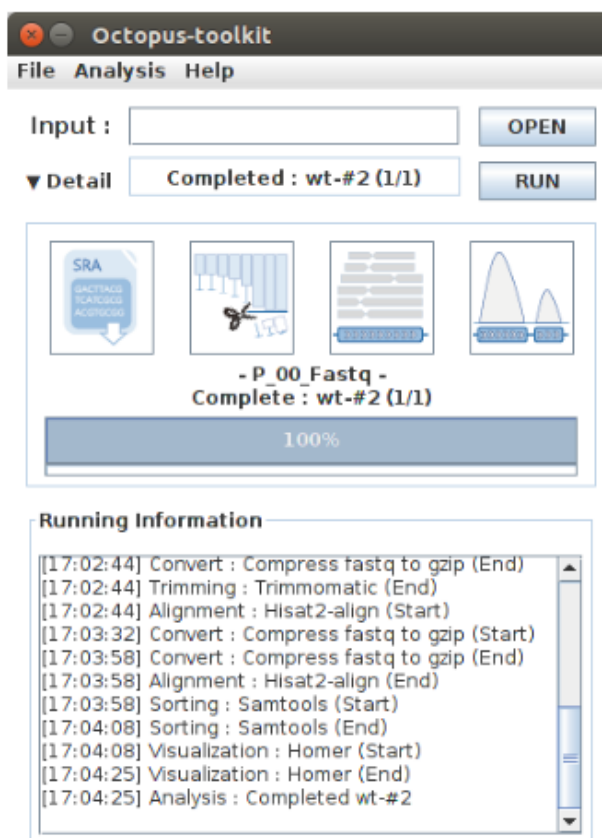 Octopus-toolkit
File Analysis Help
Input :
OPEN
▼ Detail
Completed : wt-#2 (1/1)
RUN
SRA
GACTTACG
TCATCGCG
ACGTGCGG
- P_00_Fastq -
Complete : wt-#2 (1/1)
100%
Running Information
[17:02:44] Convert : Compress fastq to gzip (End)
[17:02:44] Trimming : Trimmomatic (End)
[17:02:44] Alignment : Hisat2-align (Start)
[17:03:32] Convert : Compress fastq to gzip (Start)
[17:03:58] Convert : Compress fastq to gzip (End)
[17:03:58] Alignment : Hisat2-align (End)
[17:03:58] Sorting : Samtools (Start)
[17:04:08] Sorting : Samtools (End)
[17:04:08] Visualization : Homer (Start)
[17:04:25] Visualization : Homer (End)
[17:04:25] Analysis : Completed wt-#2